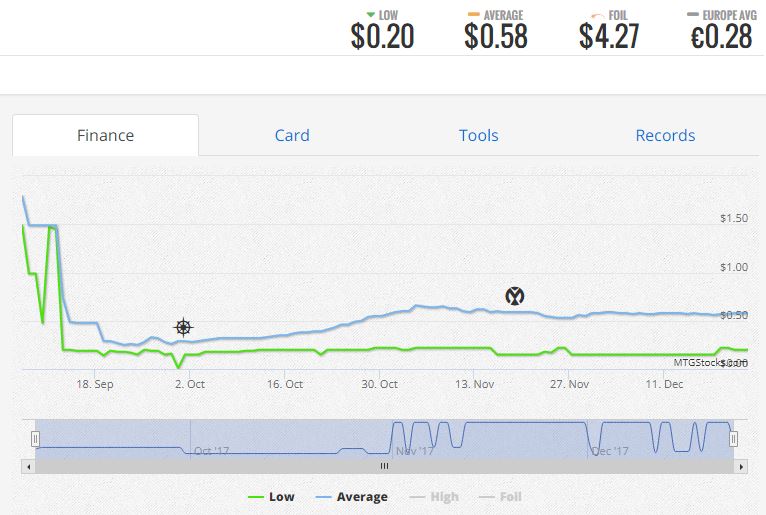 LOW AVERAGE FOIL EUROPE AVG
$0.20 $0.58 $4.27 €0.28
Finance Card Tools Records
$1.50
$1.00
$0.50
MTGStocks.com
$0.00
18. Sep 2. Oct 16. Oct 30. Oct 13. Nov 27. Nov 11. Dec
Oct '17 Nov '17 Dec '17
Low Average High Foil